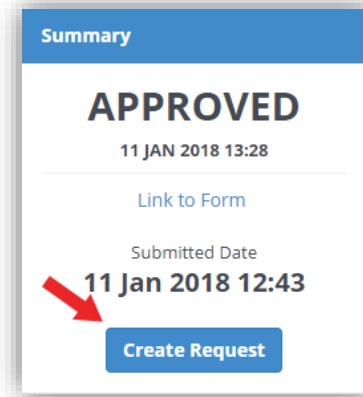 Summary
APPROVED
11 JAN 2018 13:28
Link to Form
Submitted Date
11 Jan 2018 12:43
Create Request